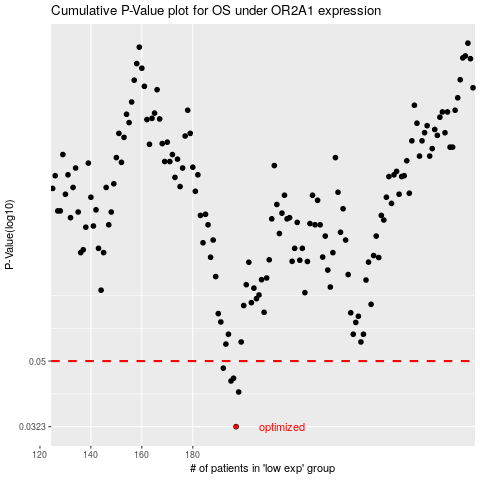 Cumulative P-Value plot for OS under OR2A1 expression
P-Value(log10)
0.05
0.0323
optimized
120 140 160 180
# of patients in 'low exp' group